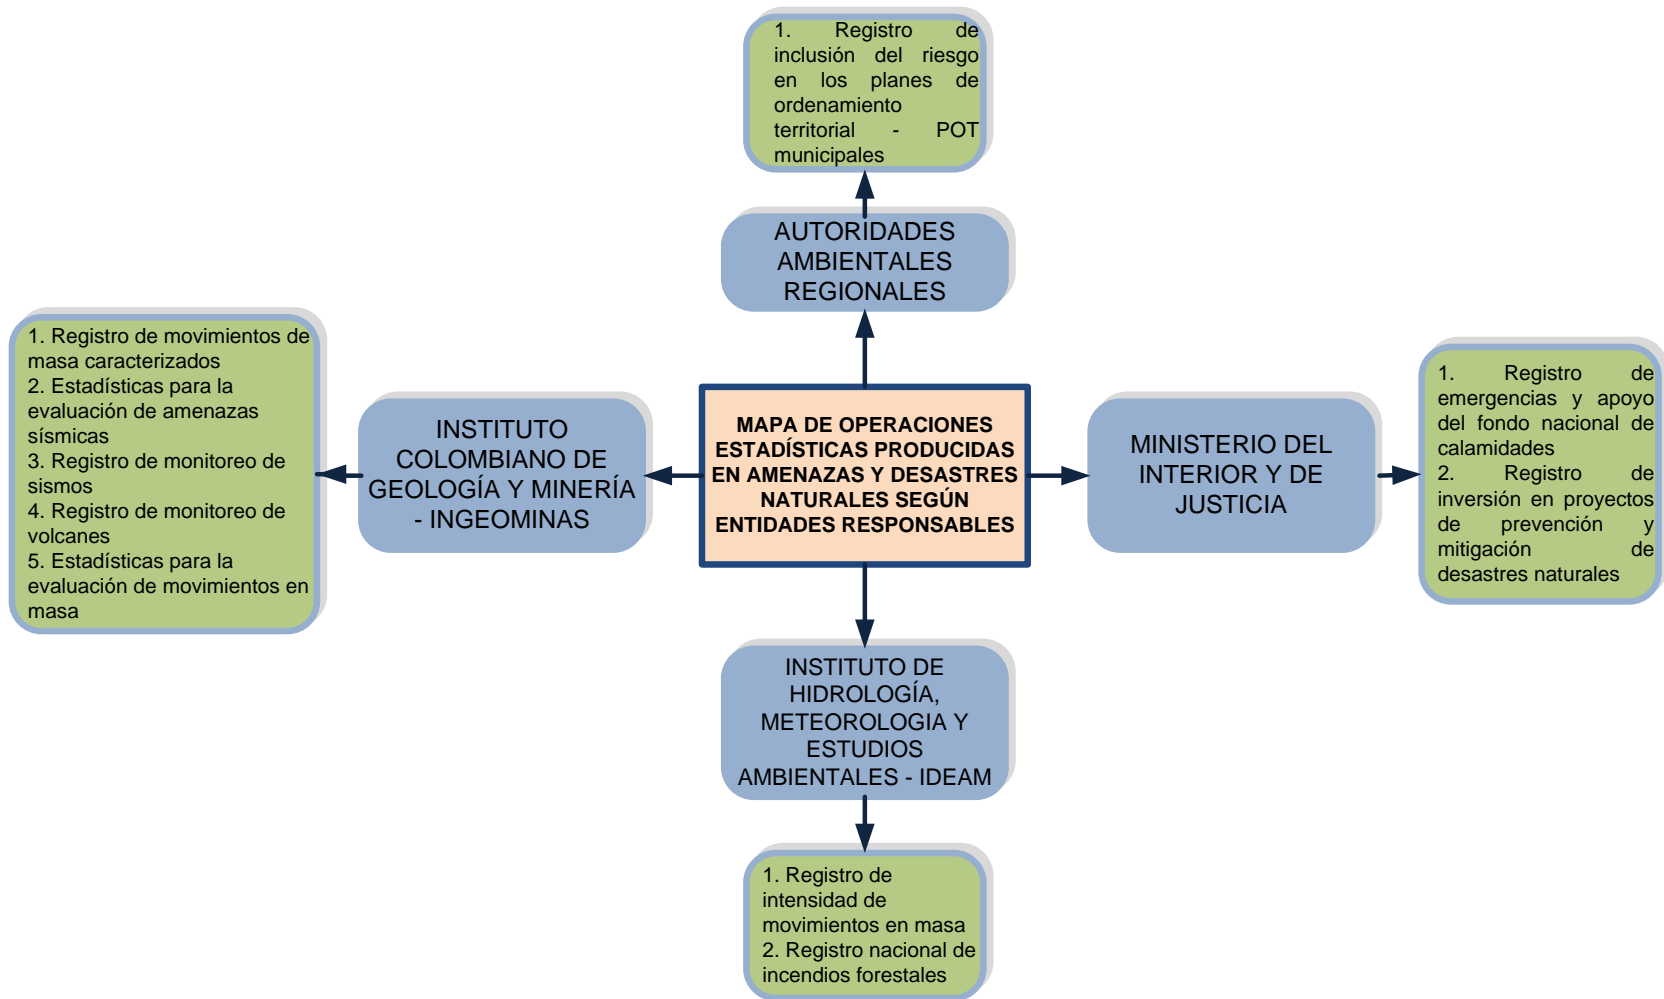 1. Registro de
inclusión del riesgo
en los planes de
ordenamiento
territorial - POT
municipales
AUTORIDADES
AMBIENTALES
REGIONALES
1. Registro de movimientos de
masa caracterizados
2. Estadísticas para la
evaluación de amenazas
sísmicas
3. Registro de monitoreo de
sismos
4. Registro de monitoreo de
volcanes
5. Estadísticas para la
evaluación de movimientos en
masa
INSTITUTO
COLOMBIANO DE
GEOLOGÍA Y MINERÍA
- INGEOMINAS
MAPA DE OPERACIONES
ESTADÍSTICAS PRODUCIDAS
EN AMENAZAS Y DESASTRES
NATURALES SEGÚN
ENTIDADES RESPONSABLES
MINISTERIO DEL
INTERIOR Y DE
JUSTICIA
1. Registro de
emergencias y apoyo
del fondo nacional de
calamidades
2. Registro de
inversión en proyectos
de prevención y
mitigación de
desastres naturales
INSTITUTO DE
HIDROLOGÍA,
METEOROLOGIA Y
ESTUDIOS
AMBIENTALES - IDEAM
1. Registro de
intensidad de
movimientos en masa
2. Registro nacional de
incendios forestales